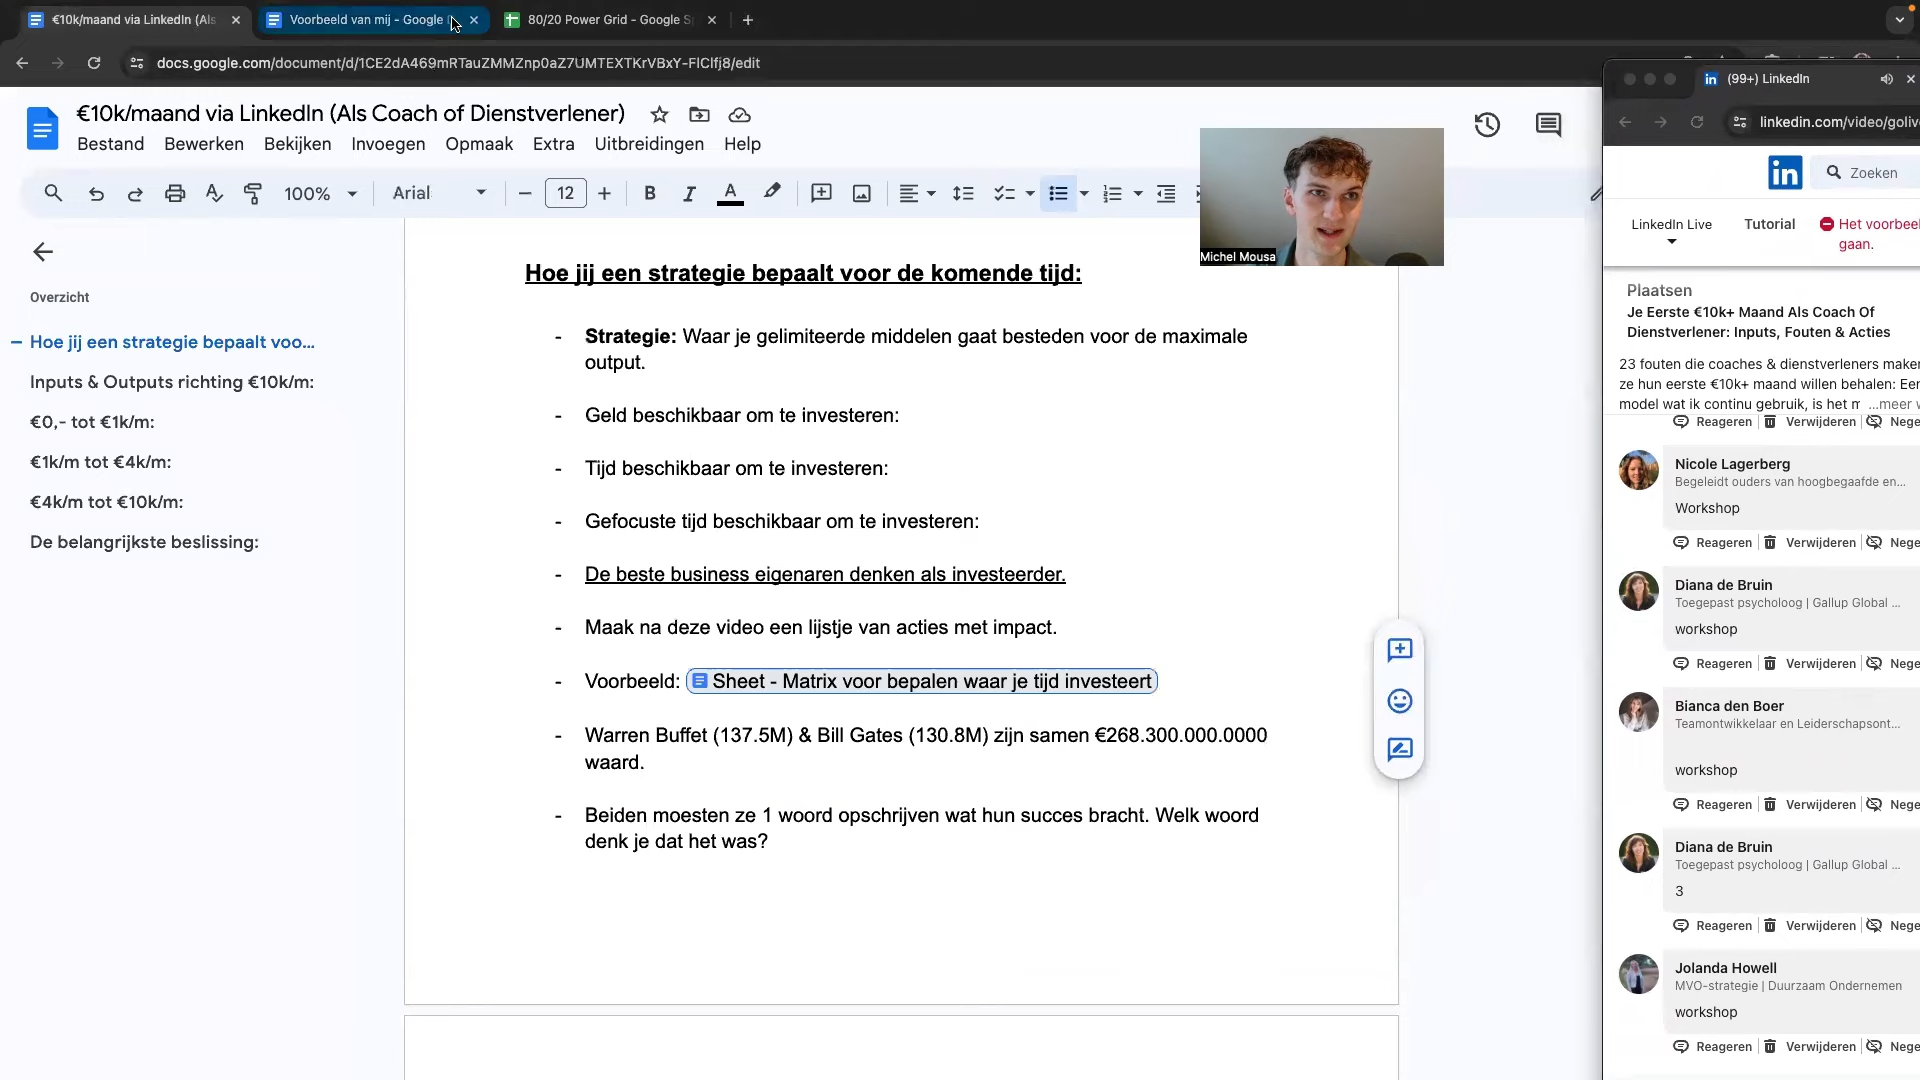 €10k/maand via LinkedIn (Als
Voorbeeld van mij - Google
80/20 Power Grid - Google S
docs.google.com/document/d/1CE2dA469mRTauZMMZnp0aZ7UMTEXTKrVBxY-FlClfj8/edit
€10k/maand via LinkedIn (Als Coach of Dienstverlener)
Bestand Bewerken Bekijken Invoegen Opmaak Extra Uitbreidingen Help
100% Arial 12
Michel Mousa
Overzicht
Hoe jij een strategie bepaalt voo...
Inputs & Outputs richting €10k/m:
€0,- tot €1k/m:
€1k/m tot €4k/m:
€4k/m tot €10k/m:
De belangrijkste beslissing:
Hoe jij een strategie bepaalt voor de komende tijd:
- Strategie: Waar je gelimiteerde middelen gaat besteden voor de maximale
output.
- Geld beschikbaar om te investeren:
- Tijd beschikbaar om te investeren:
- Gefocuste tijd beschikbaar om te investeren:
- De beste business eigenaren denken als investeerder.
- Maak na deze video een lijstje van acties met impact.
- Voorbeeld: Sheet - Matrix voor bepalen waar je tijd investeert
- Warren Buffet (137.5M) & Bill Gates (130.8M) zijn samen €268.300.000.0000
waard.
- Beiden moesten ze 1 woord opschrijven wat hun succes bracht. Welk woord
denk je dat het was?
(99+) LinkedIn
linkedin.com/video/golive
in
Zoeken
LinkedIn Live Tutorial Het voorbeel
gaan.
Plaatsen
Je Eerste €10k+ Maand Als Coach Of
Dienstverlener: Inputs, Fouten & Acties
23 fouten die coaches & dienstverleners maken
ze hun eerste €10k+ maand willen behalen: Een
model wat ik continu gebruik, is het m ...meer
Reageren Verwijderen Nege
Nicole Lagerberg
Begeleidt ouders van hoogbegaafde en...
Workshop
Reageren Verwijderen Nege
Diana de Bruin
Toegepast psycholoog | Gallup Global ...
workshop
Reageren Verwijderen Nege
Bianca den Boer
Teamontwikkelaar en Leiderschapsont...
workshop
Reageren Verwijderen Nege
Diana de Bruin
Toegepast psycholoog | Gallup Global ...
3
Reageren Verwijderen Nege
Jolanda Howell
MVO-strategie | Duurzaam Ondernemen
workshop
Reageren Verwijderen Nege